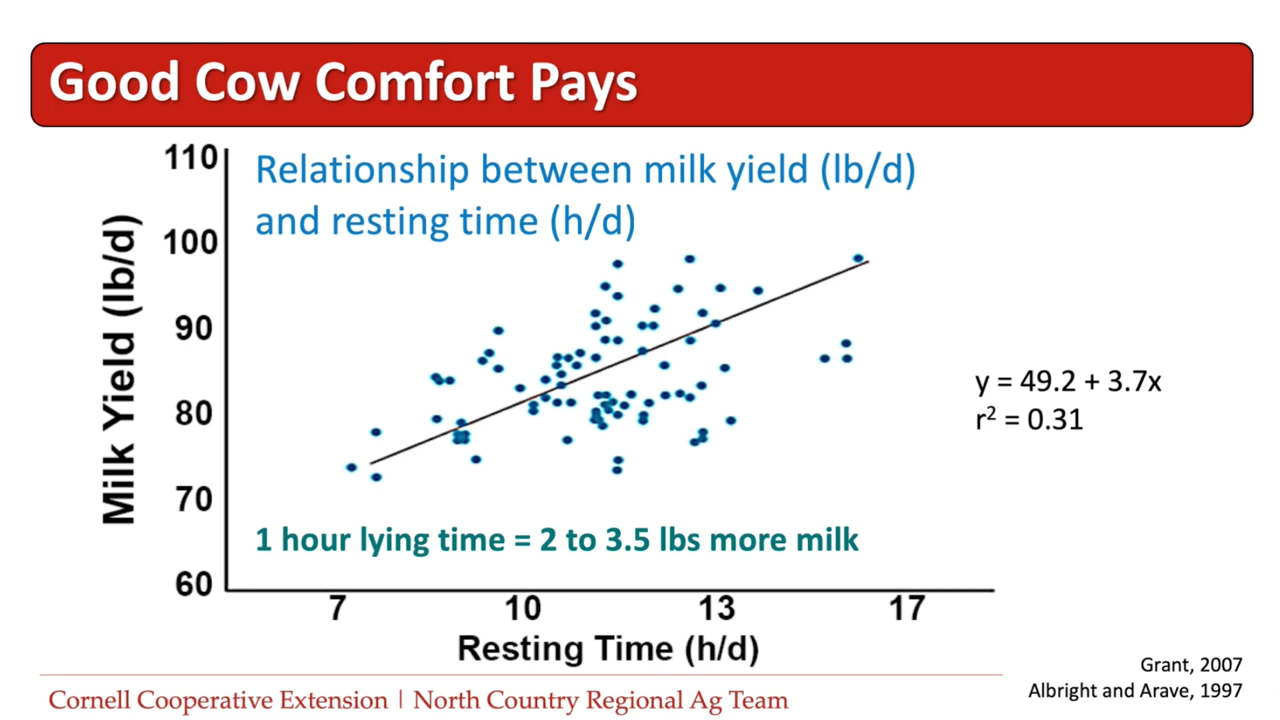 Good Cow Comfort Pays
Relationship between milk yield (lb/d)
and resting time (h/d)
Milk Yield (lb/d)
110
100
90
80
70
60
y = 49.2 + 3.7x
r² = 0.31
1 hour lying time = 2 to 3.5 lbs more milk
7 10 13 17
Resting Time (h/d)
Grant, 2007
Albright and Arave, 1997
Cornell Cooperative Extension | North Country Regional Ag Team